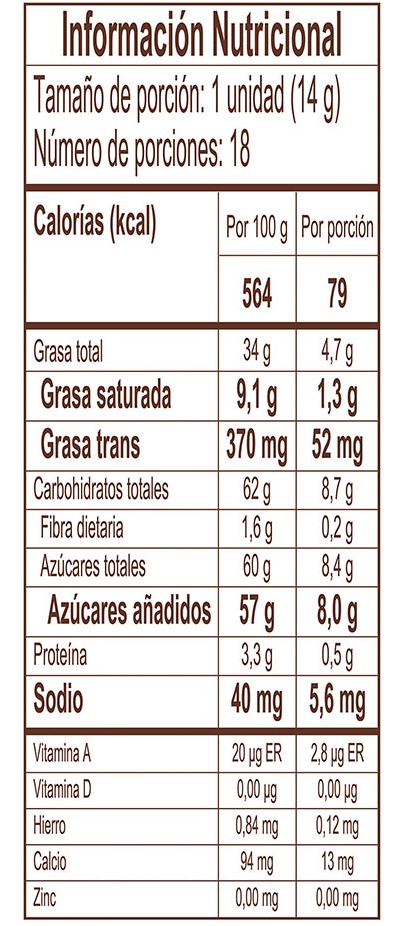 Información Nutricional
Tamaño de porción: 1 unidad (14 g)
Número de porciones: 18
Calorías (kcal) Por 100 g Por porción
564 79
Grasa total 34 g 4,7 g
Grasa saturada 9,1 g 1,3 g
Grasa trans 370 mg 52 mg
Carbohidratos totales 62 g 8,7 g
Fibra dietaria 1,6 g 0,2 g
Azúcares totales 60 g 8,4 g
Azúcares añadidos 57 g 8,0 g
Proteína 3,3 g 0,5 g
Sodio 40 mg 5,6 mg
Vitamina A 20 µg ER 2,8 µg ER
Vitamina D 0,00 µg 0,00 µg
Hierro 0,84 mg 0,12 mg
Calcio 94 mg 13 mg
Zinc 0,00 mg 0,00 mg